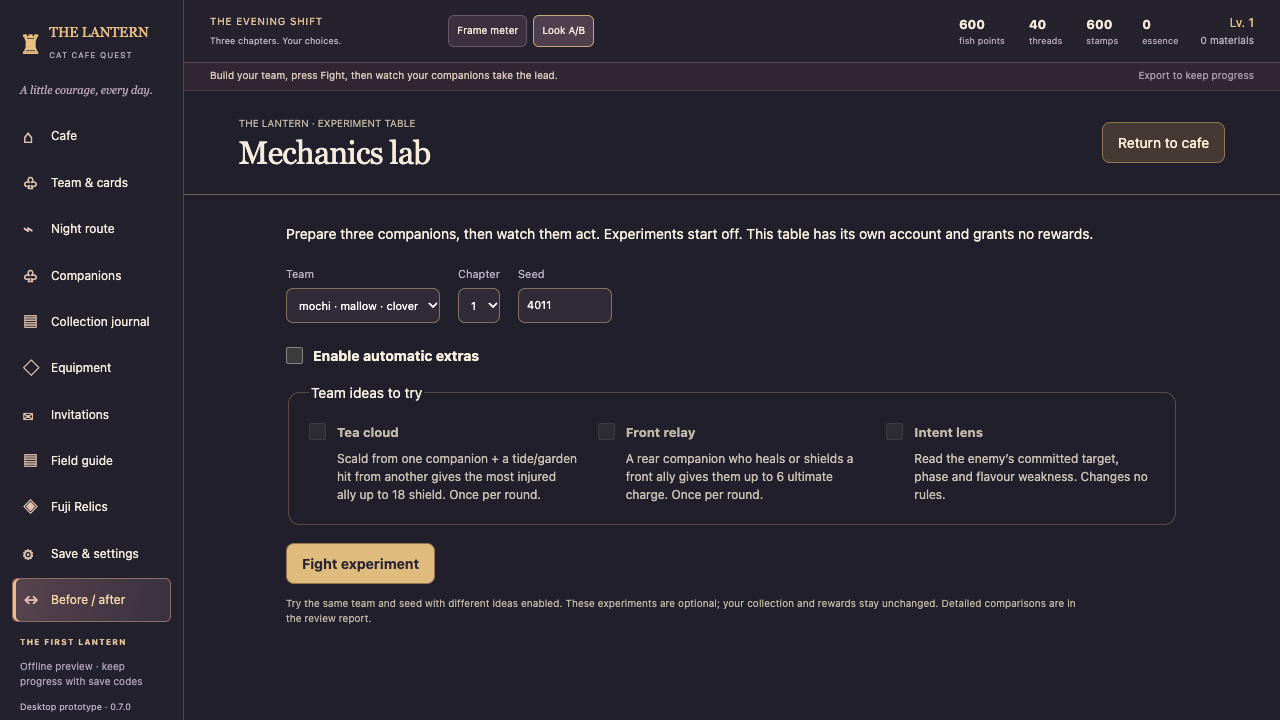 THE LANTERN
CAT CAFE QUEST
A little courage, every day.
Cafe
Team & cards
Night route
Companions
Collection journal
Equipment
Invitations
Field guide
Fuji Relics
Save & settings
Before / after
THE FIRST LANTERN
Offline preview · keep
progress with save codes
Desktop prototype · 0.7.0
THE EVENING SHIFT
Three chapters. Your choices.
Frame meter
Look A/B
600 fish points
40 threads
600 stamps
0 essence
Lv. 1
0 materials
Build your team, press Fight, then watch your companions take the lead.
Export to keep progress
THE LANTERN · EXPERIMENT TABLE
Mechanics lab
Return to cafe
Prepare three companions, then watch them act. Experiments start off. This table has its own account and grants no rewards.
Team
Chapter
Seed
mochi · mallow · clover
1
4011
Enable automatic extras
Team ideas to try
Tea cloud
Scald from one companion + a tide/garden
hit from another gives the most injured
ally up to 18 shield. Once per round.
Front relay
A rear companion who heals or shields a
front ally gives them up to 6 ultimate
charge. Once per round.
Intent lens
Read the enemy's committed target,
phase and flavour weakness. Changes no
rules.
Fight experiment
Try the same team and seed with different ideas enabled. These experiments are optional; your collection and rewards stay unchanged. Detailed comparisons are in
the review report.